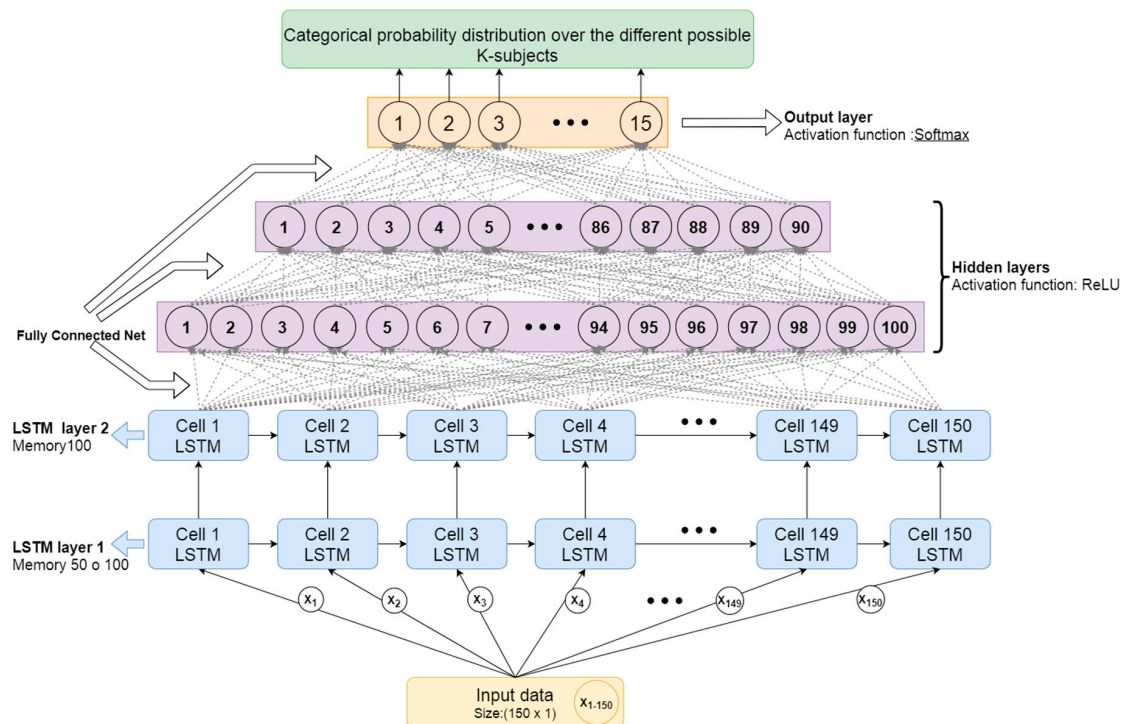 Categorical probability distribution over the different possible
K-subjects
1 2 3 ••• 15
Output layer
Activation function :Softmax
1 2 3 4 5 ••• 86 87 88 89 90
Hidden layers
Activation function: ReLU
1 2 3 4 5 6 7 ••• 94 95 96 97 98 99 100
Fully Connected Net
LSTM layer 2
Memory100
Cell 1
LSTM
Cell 2
LSTM
Cell 3
LSTM
Cell 4
LSTM
•••
Cell 149
LSTM
Cell 150
LSTM
LSTM layer 1
Memory 50 o 100
Cell 1
LSTM
Cell 2
LSTM
Cell 3
LSTM
Cell 4
LSTM
•••
Cell 149
LSTM
Cell 150
LSTM
x1 x2 x3 x4 ••• x149 x150
Input data
Size:(150 x 1)
x1-150